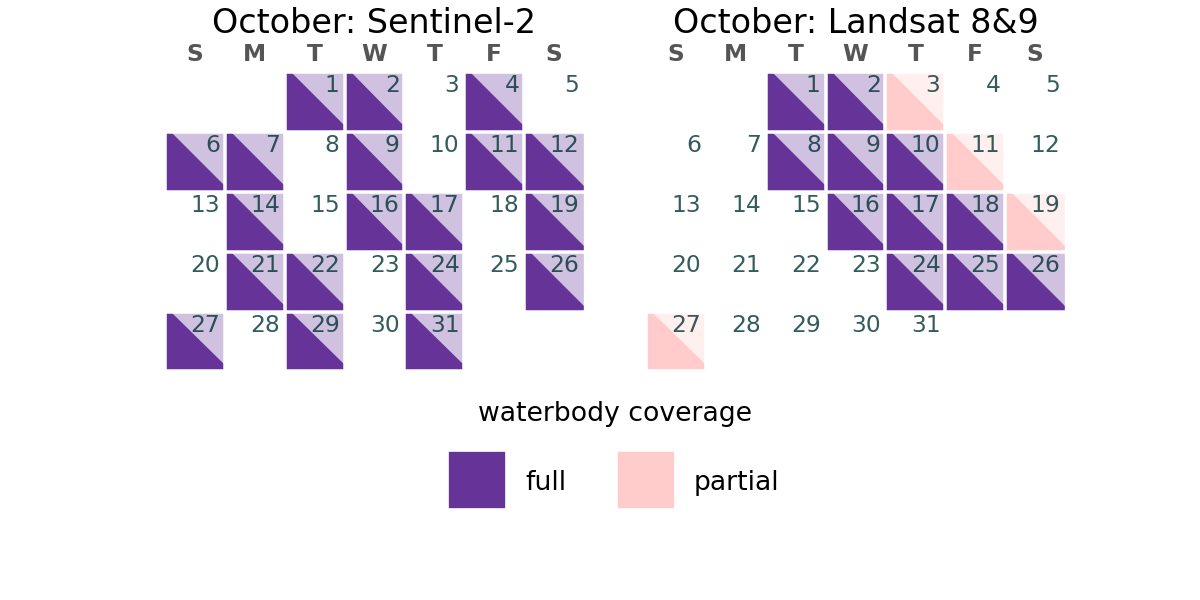 October: Sentinel-2
S M T W T F S
1 2 3 4 5
6 7 8 9 10 11 12
13 14 15 16 17 18 19
20 21 22 23 24 25 26
27 28 29 30 31
October: Landsat 8&9
S M T W T F S
1 2 3 4 5
6 7 8 9 10 11 12
13 14 15 16 17 18 19
20 21 22 23 24 25 26
27 28 29 30 31
waterbody coverage
full partial